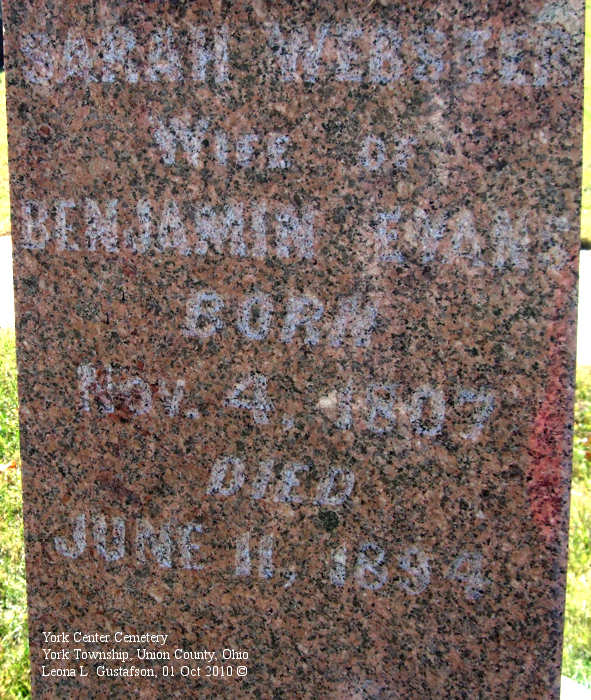 SARAH WEBSTER
WIFE OF
BENJAMIN EVANS
BORN
NOV. 4, 1807
DIED
JUNE 11, 1894
York Center Cemetery
York Township, Union County, Ohio
Leona L. Gustafson, 01 Oct 2010 ©